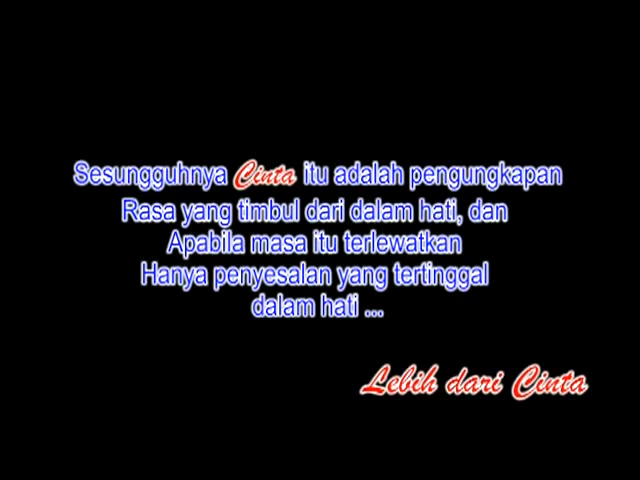 Sesungguhnya Cinta itu adalah pengungkapan
Rasa yang timbul dari dalam hati, dan
Apabila masa itu terlewatkan
Hanya penyesalan yang tertinggal
dalam hati ...
Lebih dari Cinta